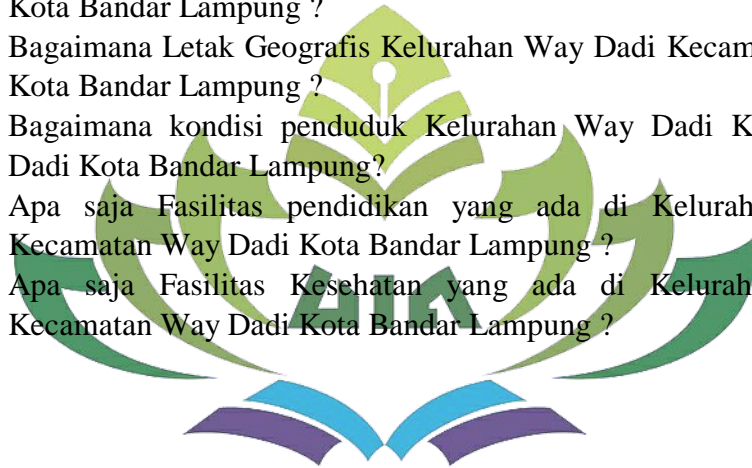 Kota Bandar Lampung ?
Bagaimana Letak Geografis Kelurahan Way Dadi Kecam
Kota Bandar Lampung ?
Bagaimana kondisi penduduk Kelurahan Way Dadi K
Dadi Kota Bandar Lampung?
Apa saja Fasilitas pendidikan yang ada di Kelurah
Kecamatan Way Dadi Kota Bandar Lampung ?
Apa saja Fasilitas Kesehatan yang ada di Kelurah
Kecamatan Way Dadi Kota Bandar Lampung ?